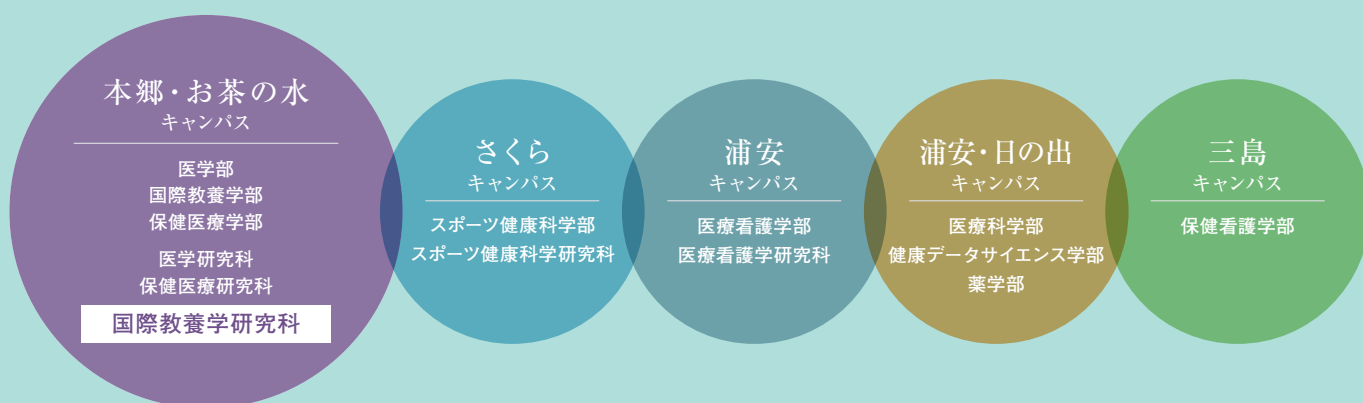 本郷・お茶の水
キャンパス
医学部
国際教養学部
保健医療学部
医学研究科
保健医療研究科
国際教養学研究科
さくら
キャンパス
スポーツ健康科学部
スポーツ健康科学研究科
浦安
キャンパス
医療看護学部
医療看護学研究科
浦安・日の出
キャンパス
医療科学部
健康データサイエンス学部
薬学部
三島
キャンパス
保健看護学部